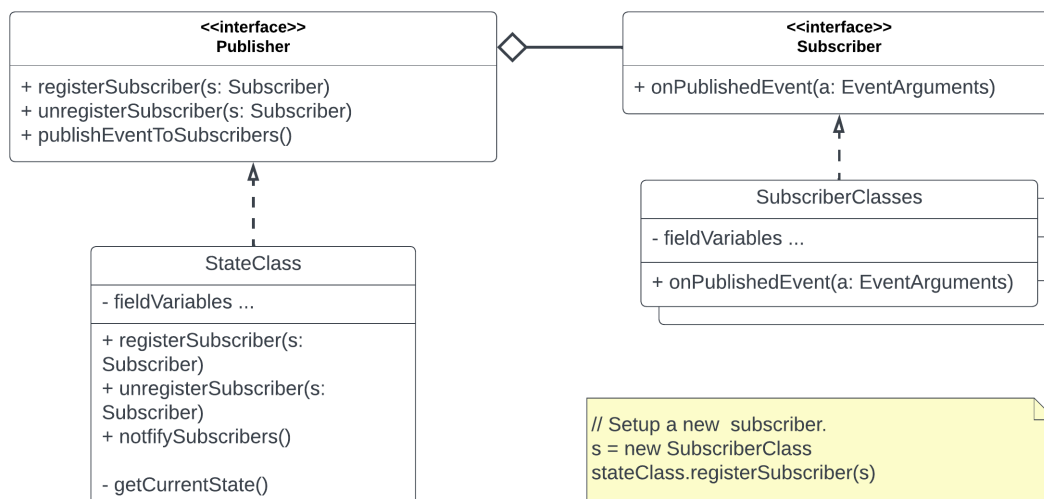 <<interface>>
Publisher
+ registerSubscriber(s: Subscriber)
+ unregisterSubscriber(s: Subscriber)
+ publishEventToSubscribers()
<<interface>>
Subscriber
+ onPublishedEvent(a: EventArguments)
StateClass
- fieldVariables ...
+ registerSubscriber(s:
Subscriber)
+ unregisterSubscriber(s:
Subscriber)
+ notfifySubscribers()
- getCurrentState()
SubscriberClasses
- fieldVariables ...
+ onPublishedEvent(a: EventArguments)
// Setup a new  subscriber.
s = new SubscriberClass
stateClass.registerSubscriber(s)